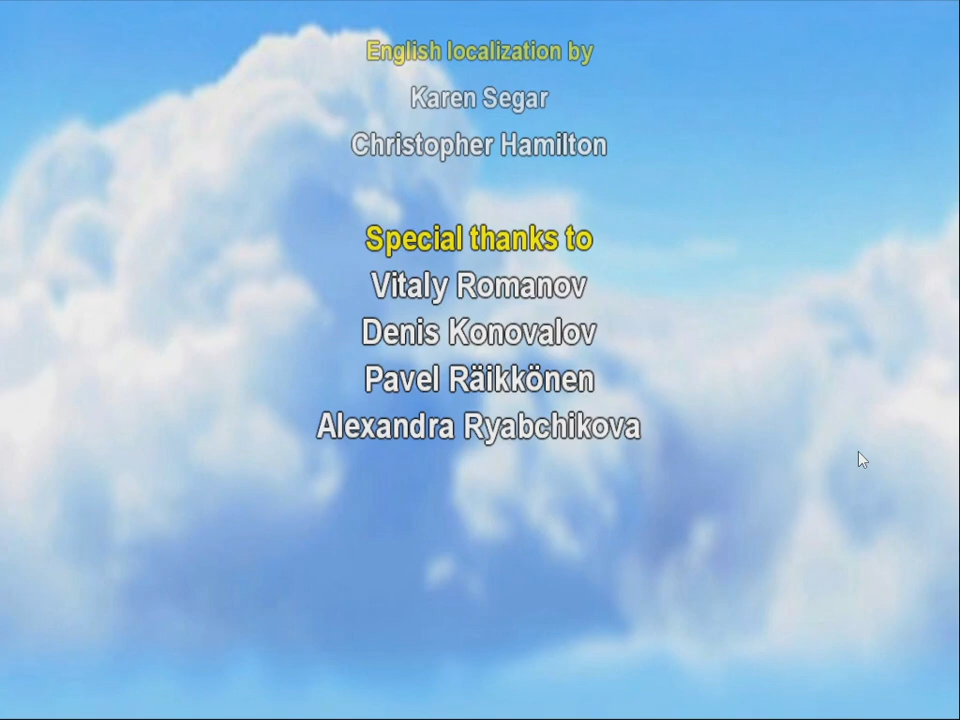 English localization by
Karen Segar
Christopher Hamilton
Special thanks to
Vitaly Romanov
Denis Konovalov
Pavel Räikkönen
Alexandra Ryabchikova